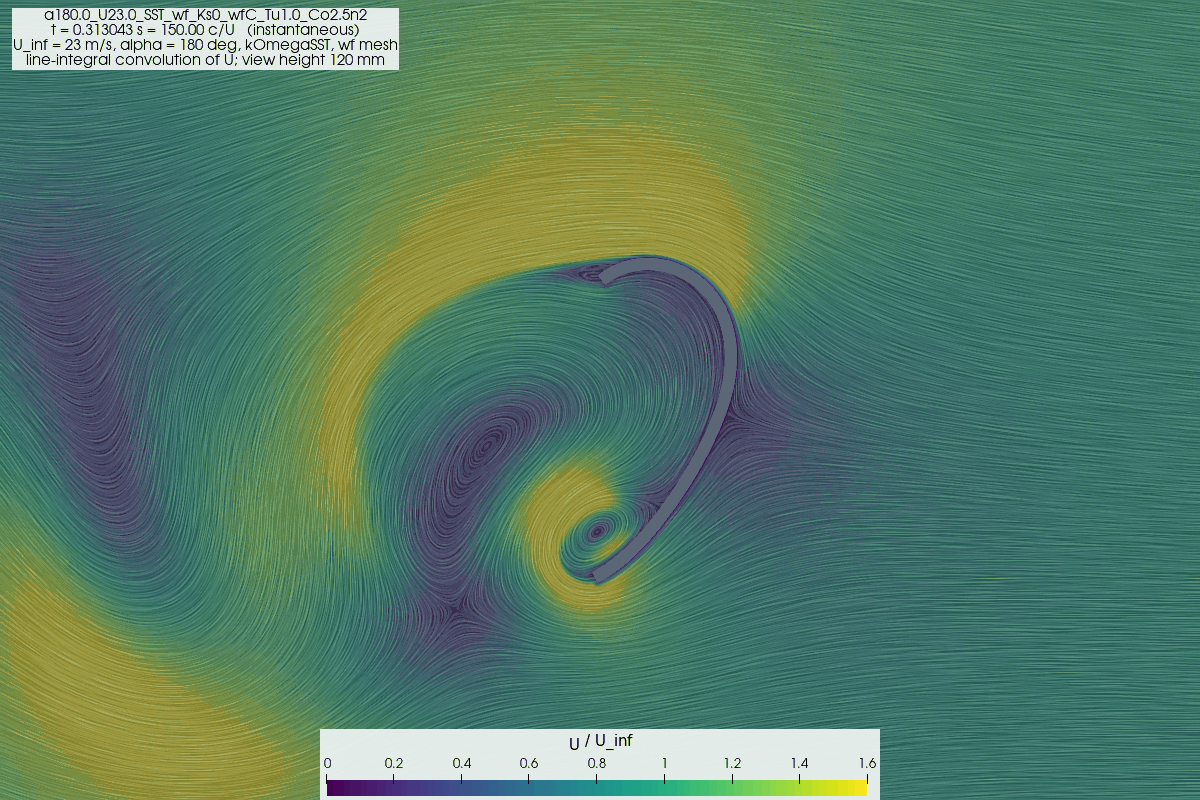 a180.0_U23.0_SST_wf_Ks0_wfC_Tu1.0_Co2.5n2
t = 0.313043 s = 150.00 c/U (instantaneous)
U_inf = 23 m/s, alpha = 180 deg, kOmegaSST, wf mesh
line-integral convolution of U; view height 120 mm
U / U_inf
0 0.2 0.4 0.6 0.8 1 1.2 1.4 1.6